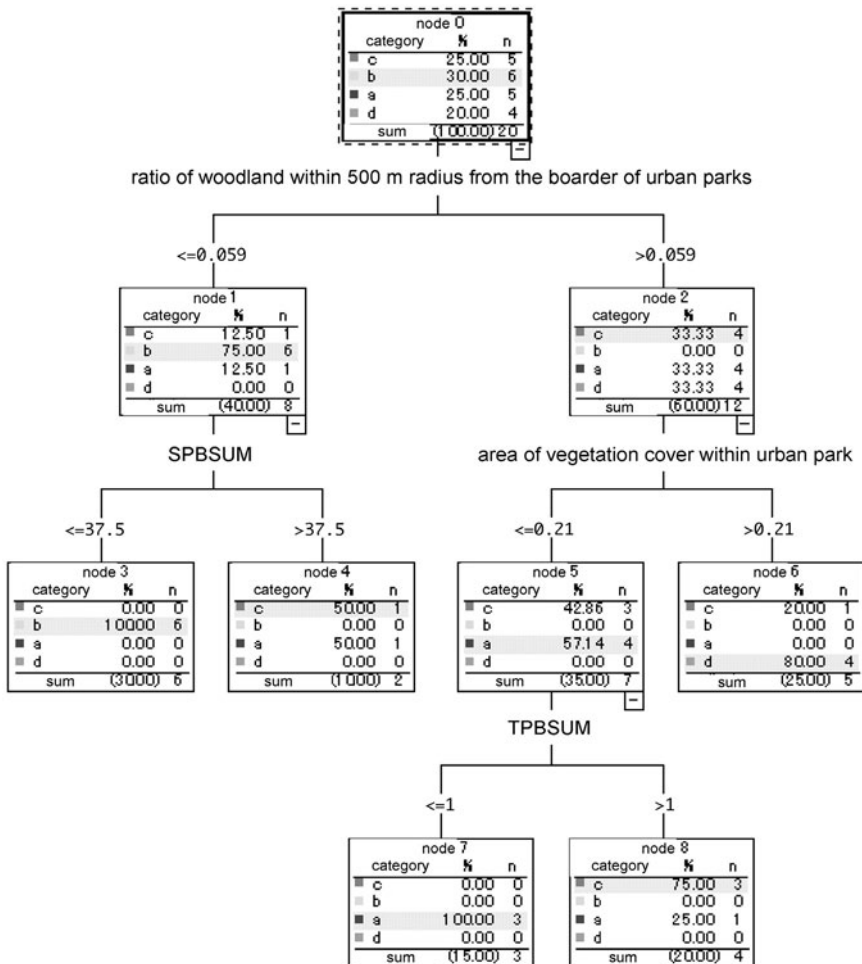 node 0
category % n
c 25.00 5
b 30.00 6
a 25.00 5
d 20.00 4
sum (100.00) 20
ratio of woodland within 500 m radius from the boarder of urban parks
<=0.059
>0.059
node 1
category % n
c 12.50 1
b 75.00 6
a 12.50 1
d 0.00 0
sum (40.00) 8
node 2
category % n
c 33.33 4
b 0.00 0
a 33.33 4
d 33.33 4
sum (60.00) 12
SPBSUM
area of vegetation cover within urban park
<=37.5
>37.5
<=0.21
>0.21
node 3
category % n
c 0.00 0
b 100.00 6
a 0.00 0
d 0.00 0
sum (30.00) 6
node 4
category % n
c 50.00 1
b 0.00 0
a 50.00 1
d 0.00 0
sum (10.00) 2
node 5
category % n
c 42.86 3
b 0.00 0
a 57.14 4
d 0.00 0
sum (35.00) 7
node 6
category % n
c 20.00 1
b 0.00 0
a 0.00 0
d 80.00 4
sum (25.00) 5
TPBSUM
<=1
>1
node 7
category % n
c 0.00 0
b 0.00 0
a 100.00 3
d 0.00 0
sum (15.00) 3
node 8
category % n
c 75.00 3
b 0.00 0
a 25.00 1
d 0.00 0
sum (20.00) 4